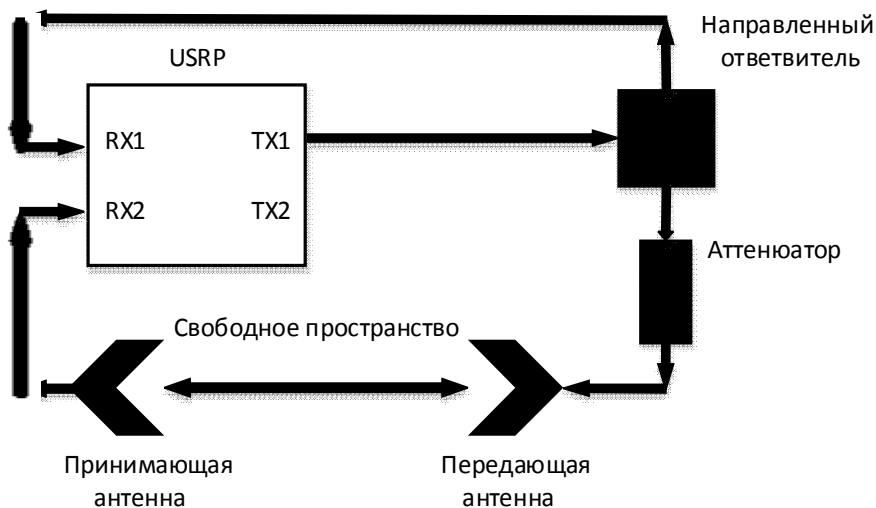 Направленный
ответвитель
USRP
RX1
TX1
RX2
TX2
Аттенюатор
Свободное пространство
Принимающая
антенна
Передающая
антенна